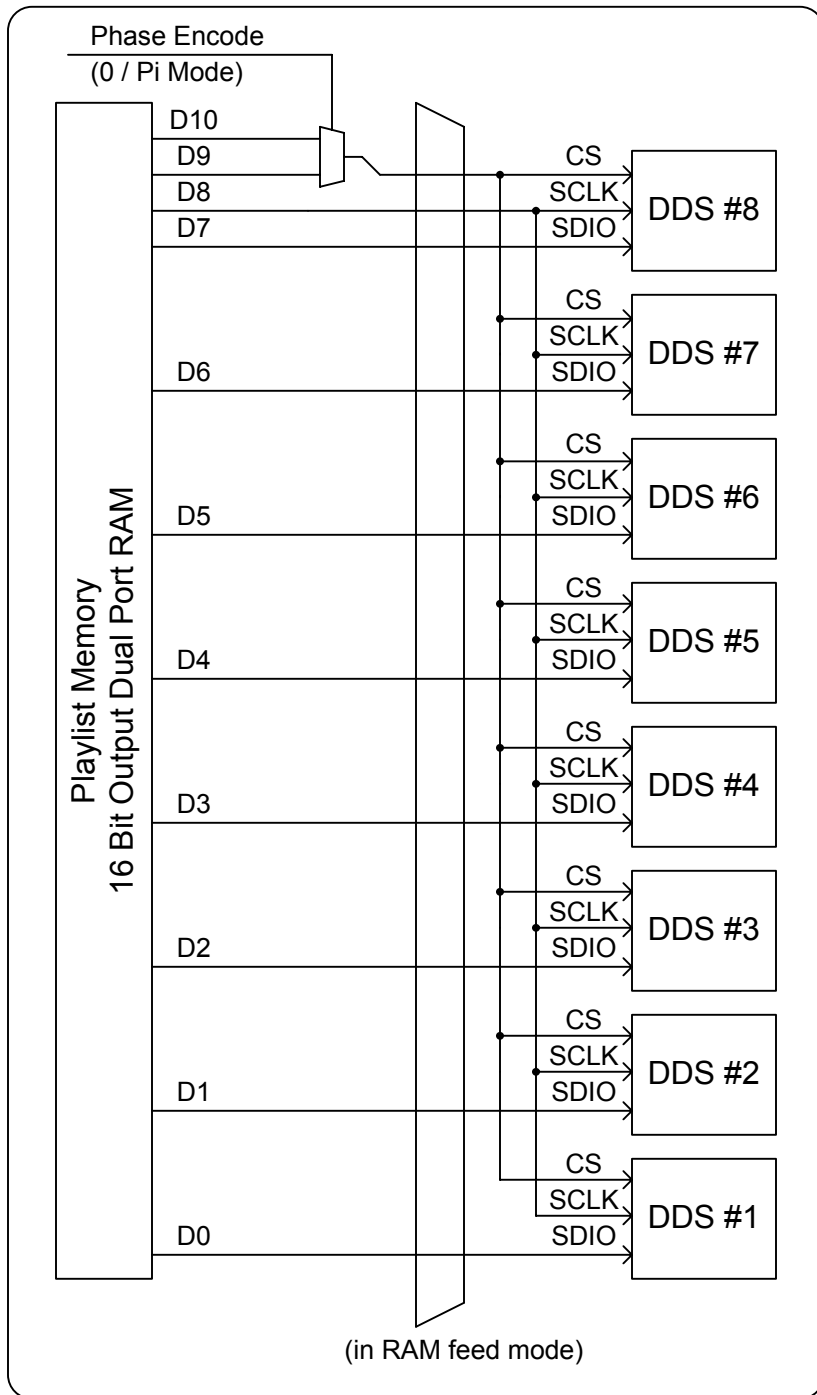 Phase Encode
(0 / Pi Mode)
D10
D9
D8
D7
CS
SCLK
SDIO
DDS #8
D6
CS
SCLK
SDIO
DDS #7
D5
CS
SCLK
SDIO
DDS #6
D4
CS
SCLK
SDIO
DDS #5
Playlist Memory
16 Bit Output Dual Port RAM
D3
CS
SCLK
SDIO
DDS #4
D2
CS
SCLK
SDIO
DDS #3
D1
CS
SCLK
SDIO
DDS #2
D0
CS
SCLK
SDIO
DDS #1
(in RAM feed mode)